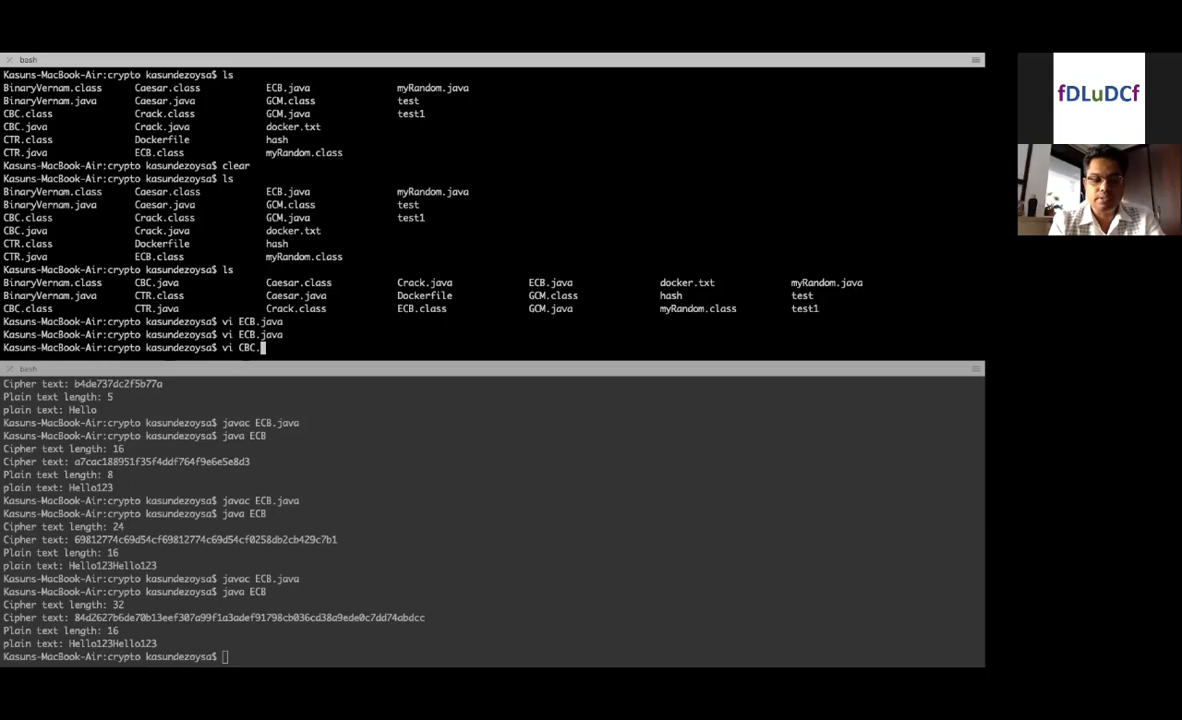 bash
Kasuns-MacBook-Air:crypto kasundezoysa$ ls
BinaryVernam.class Caesar.class ECB.java myRandom.java
BinaryVernam.java Caesar.java GCM.class test
CBC.class Crack.class GCM.java test1
CBC.java Crack.java docker.txt
CTR.class Dockerfile hash
CTR.java ECB.class myRandom.class
Kasuns-MacBook-Air:crypto kasundezoysa$ clear
Kasuns-MacBook-Air:crypto kasundezoysa$ ls
BinaryVernam.class Caesar.class ECB.java myRandom.java
BinaryVernam.java Caesar.java GCM.class test
CBC.class Crack.class GCM.java test1
CBC.java Crack.java docker.txt
CTR.class Dockerfile hash
CTR.java ECB.class myRandom.class
Kasuns-MacBook-Air:crypto kasundezoysa$ ls
BinaryVernam.class CBC.java Caesar.class Crack.java ECB.java docker.txt myRandom.java
BinaryVernam.java CTR.class Caesar.java Dockerfile GCM.class hash test
CBC.class CTR.java Crack.class ECB.class GCM.java myRandom.class test1
Kasuns-MacBook-Air:crypto kasundezoysa$ vi ECB.java
Kasuns-MacBook-Air:crypto kasundezoysa$ vi ECB.java
Kasuns-MacBook-Air:crypto kasundezoysa$ vi CBC.
bash
Cipher text: b4de737dc2f5b77a
Plain text length: 5
plain text: Hello
Kasuns-MacBook-Air:crypto kasundezoysa$ javac ECB.java
Kasuns-MacBook-Air:crypto kasundezoysa$ java ECB
Cipher text length: 16
Cipher text: a7cac188951f35f4ddf764f9e6e5e8d3
Plain text length: 8
plain text: Hello123
Kasuns-MacBook-Air:crypto kasundezoysa$ javac ECB.java
Kasuns-MacBook-Air:crypto kasundezoysa$ java ECB
Cipher text length: 24
Cipher text: 69812774c69d54cf69812774c69d54cf0258db2cb429c7b1
Plain text length: 16
plain text: Hello123Hello123
Kasuns-MacBook-Air:crypto kasundezoysa$ javac ECB.java
Kasuns-MacBook-Air:crypto kasundezoysa$ java ECB
Cipher text length: 32
Cipher text: 84d2627b6de70b13eef307a99f1a3adef91798cb036cd38a9ede0c7dd74abdcc
Plain text length: 16
plain text: Hello123Hello123
Kasuns-MacBook-Air:crypto kasundezoysa$
fDLuDCf